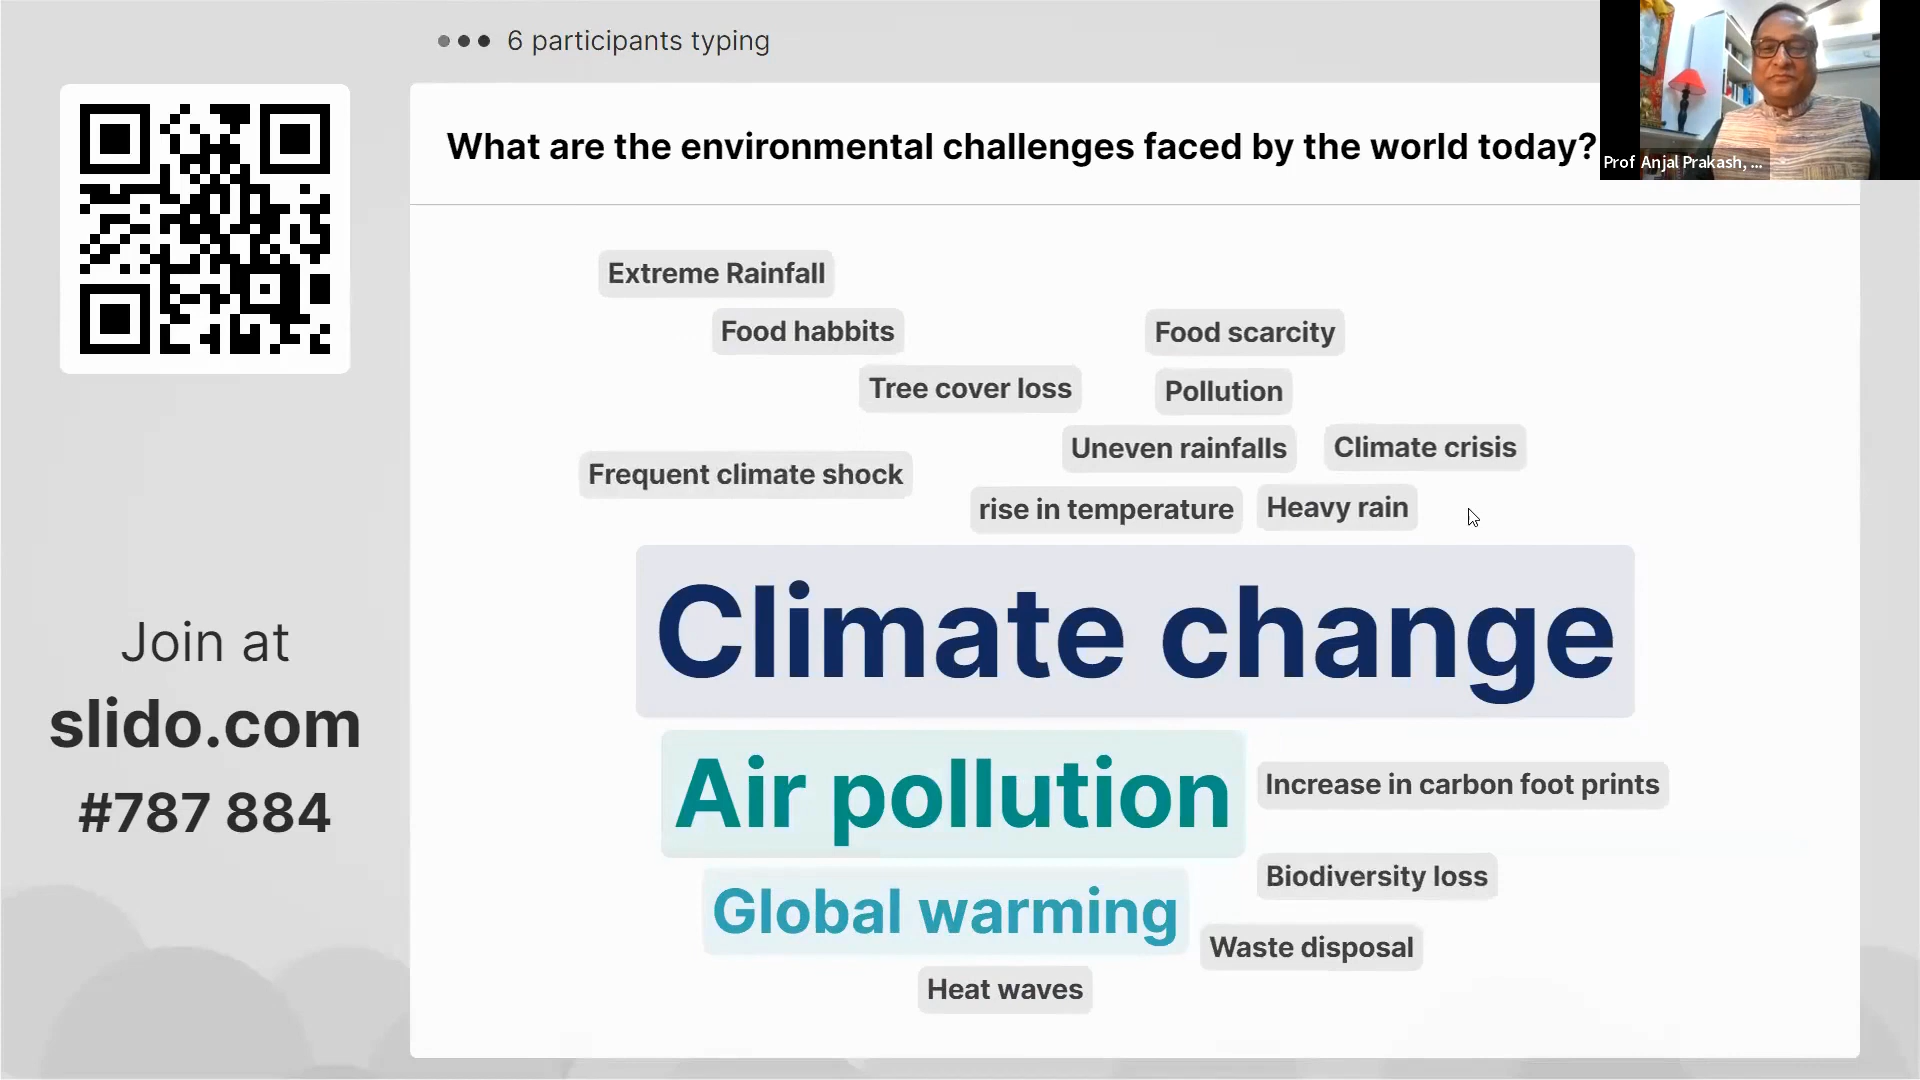 6 participants typing
What are the environmental challenges faced by the world today?
Prof Anjal Prakash, ...
Extreme Rainfall
Food habbits
Food scarcity
Tree cover loss
Pollution
Uneven rainfalls
Climate crisis
Frequent climate shock
rise in temperature
Heavy rain
Climate change
Air pollution
Increase in carbon foot prints
Global warming
Biodiversity loss
Waste disposal
Heat waves
Join at
slido.com
#787 884